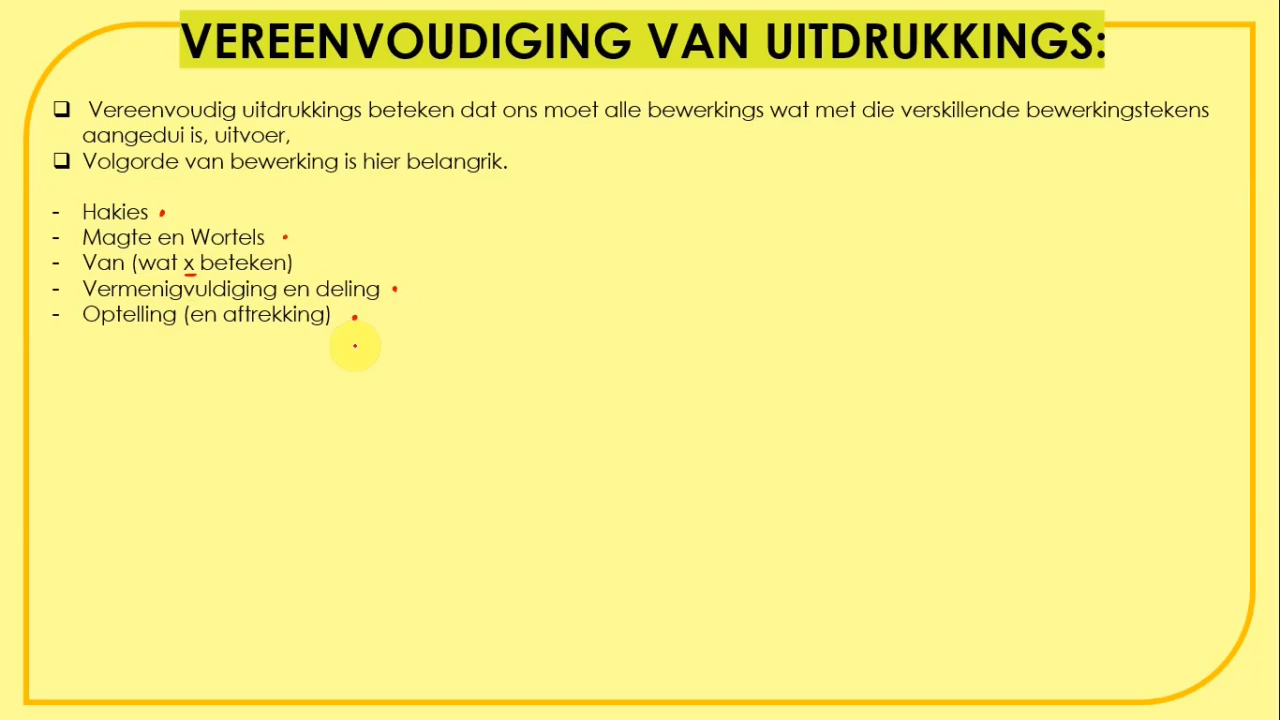 VEREENVOUDIGING VAN UITDRUKKINGS:
❑ Vereenvoudig uitdrukkings beteken dat ons moet alle bewerkings wat met die verskillende bewerkingstekens
aangedui is, uitvoer,
❑ Volgorde van bewerking is hier belangrik.
- Hakies
- Magte en Wortels
- Van (wat x beteken)
- Vermenigvuldiging en deling
- Optelling (en aftrekking)